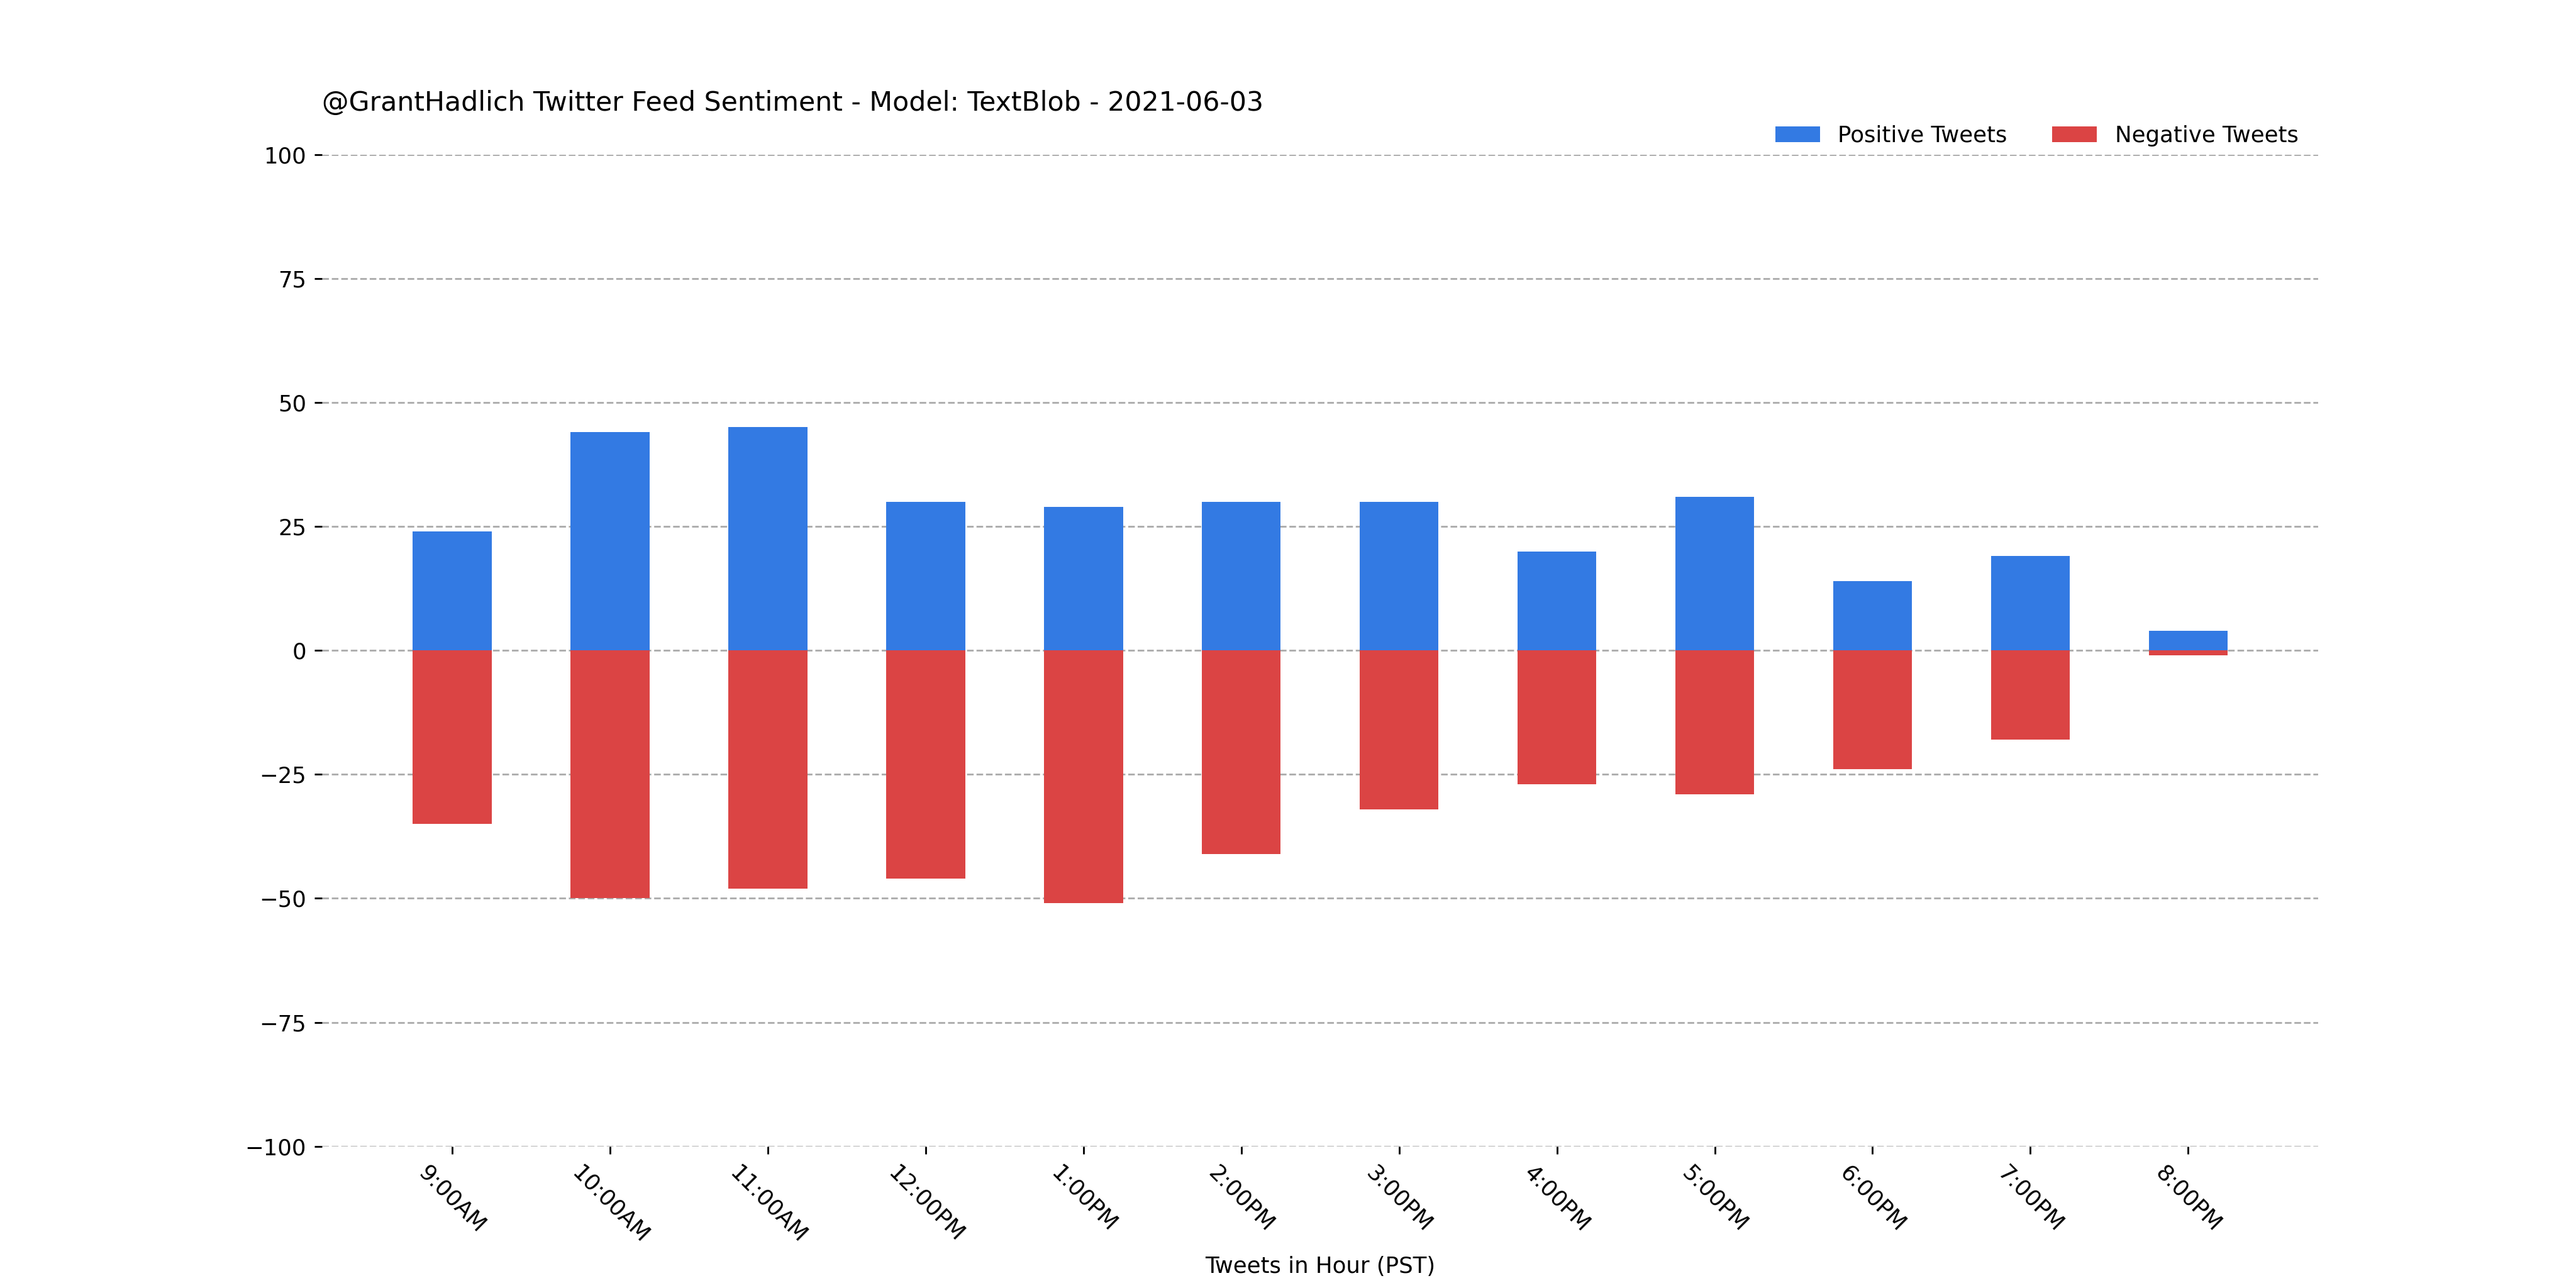 @GrantHadlich Twitter Feed Sentiment - Model: TextBlob - 2021-06-03
Positive Tweets
Negative Tweets
100
75
50
25
0
−25
−50
−75
−100
9:00AM
10:00AM
11:00AM
12:00PM
1:00PM
2:00PM
3:00PM
4:00PM
5:00PM
6:00PM
7:00PM
8:00PM
Tweets in Hour (PST)